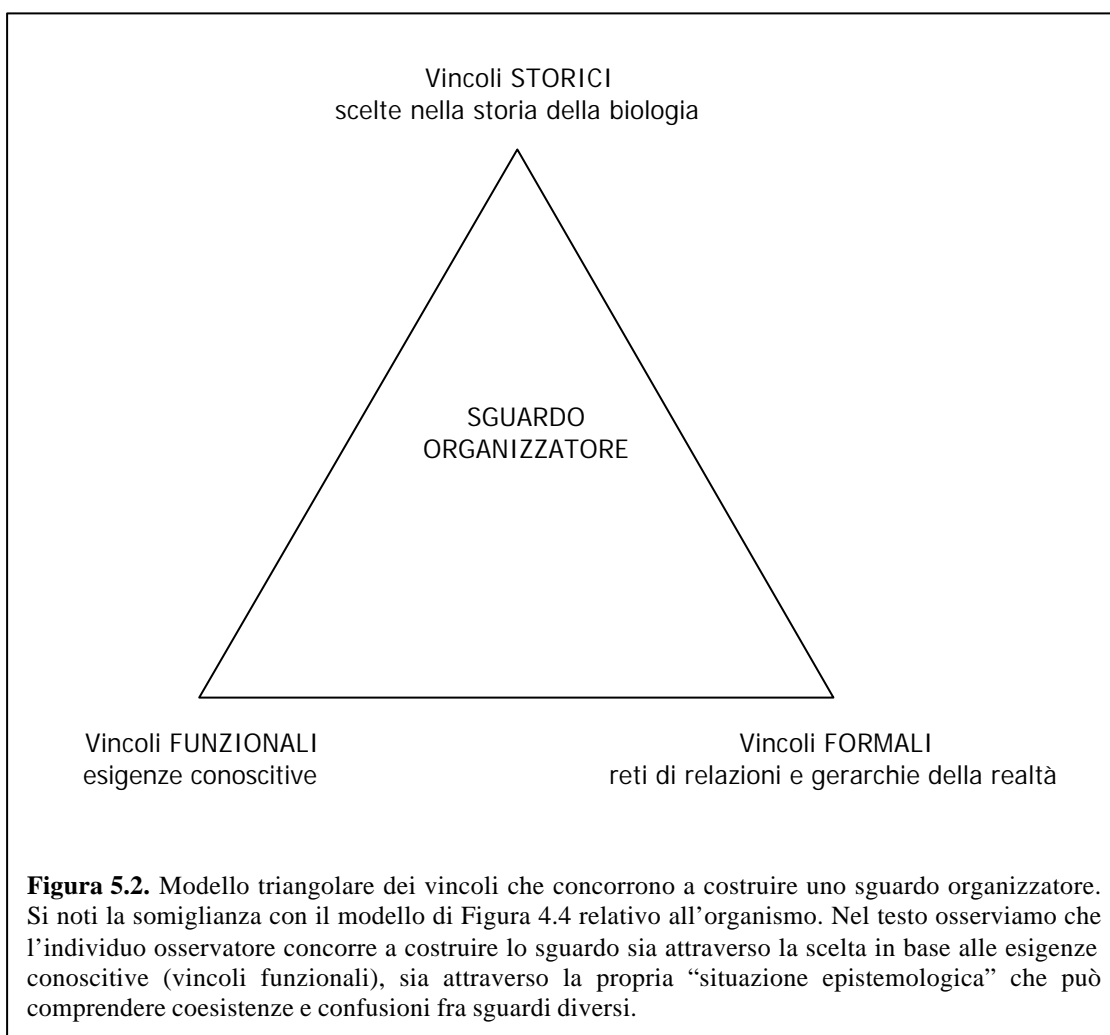 Vincoli STORICI
scelte nella storia della biologia
SGUARDO
ORGANIZZATORE
Vincoli FUNZIONALI
esigenze conoscitive
Vincoli FORMALI
reti di relazioni e gerarchie della realtà
Figura 5.2. Modello triangolare dei vincoli che concorrono a costruire uno sguardo organizzatore.
Si noti la somiglianza con il modello di Figura 4.4 relativo all’organismo. Nel testo osserviamo che
l’individuo osservatore concorre a costruire lo sguardo sia attraverso la scelta in base alle esigenze
conoscitive (vincoli funzionali), sia attraverso la propria “situazione epistemologica” che può
comprendere coesistenze e confusioni fra sguardi diversi.